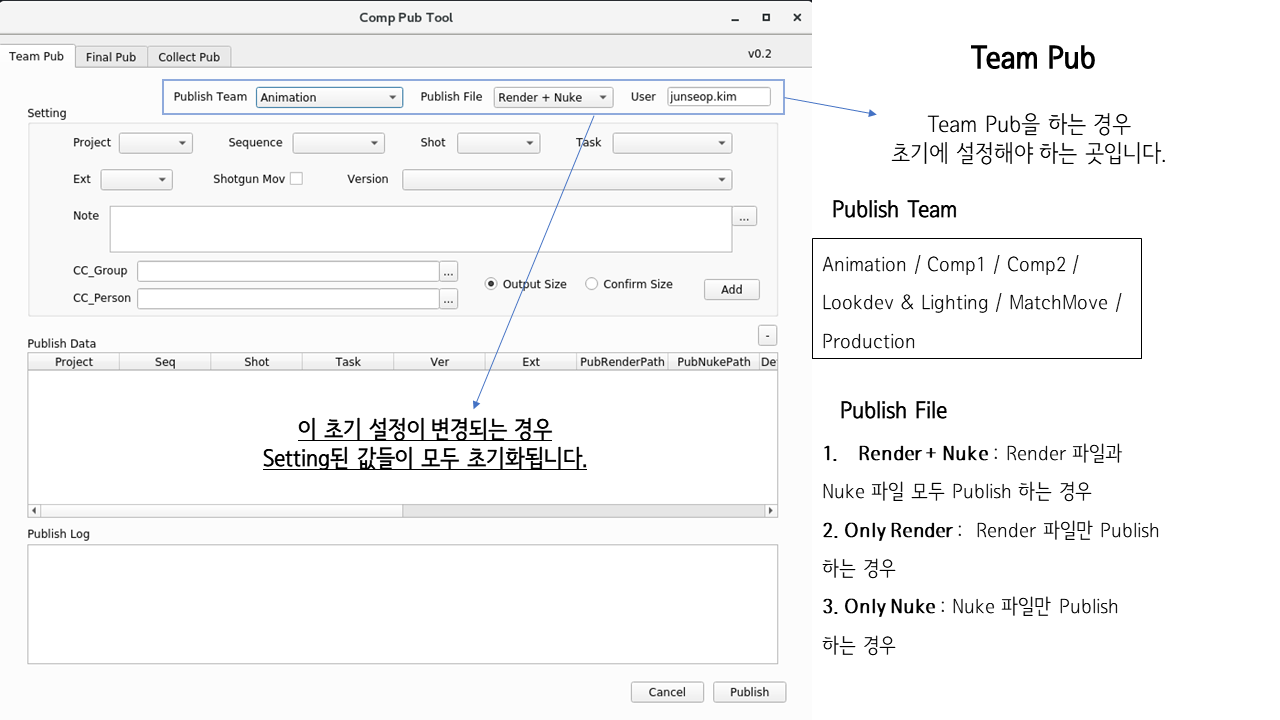 Comp Pub Tool
Team Pub Final Pub Collect Pub v0.2
Publish Team Animation Publish File Render + Nuke User junseop.kim
Setting
Project Sequence Shot Task
Ext Shotgun Mov Version
Note ...
CC_Group ...
Output Size Confirm Size Add
CC_Person ...
-
Publish Data
Project Seq Shot Task Ver Ext PubRenderPath PubNukePath De
이 초기 설정이 변경되는 경우
Setting된 값들이 모두 초기화됩니다.
Publish Log
Cancel Publish
Team Pub
Team Pub을 하는 경우
초기에 설정해야 하는 곳입니다.
Publish Team
Animation / Comp1 / Comp2 /
Lookdev & Lighting / MatchMove /
Production
Publish File
1. Render + Nuke : Render 파일과
Nuke 파일 모두 Publish 하는 경우
2. Only Render : Render 파일만 Publish
하는 경우
3. Only Nuke : Nuke 파일만 Publish
하는 경우